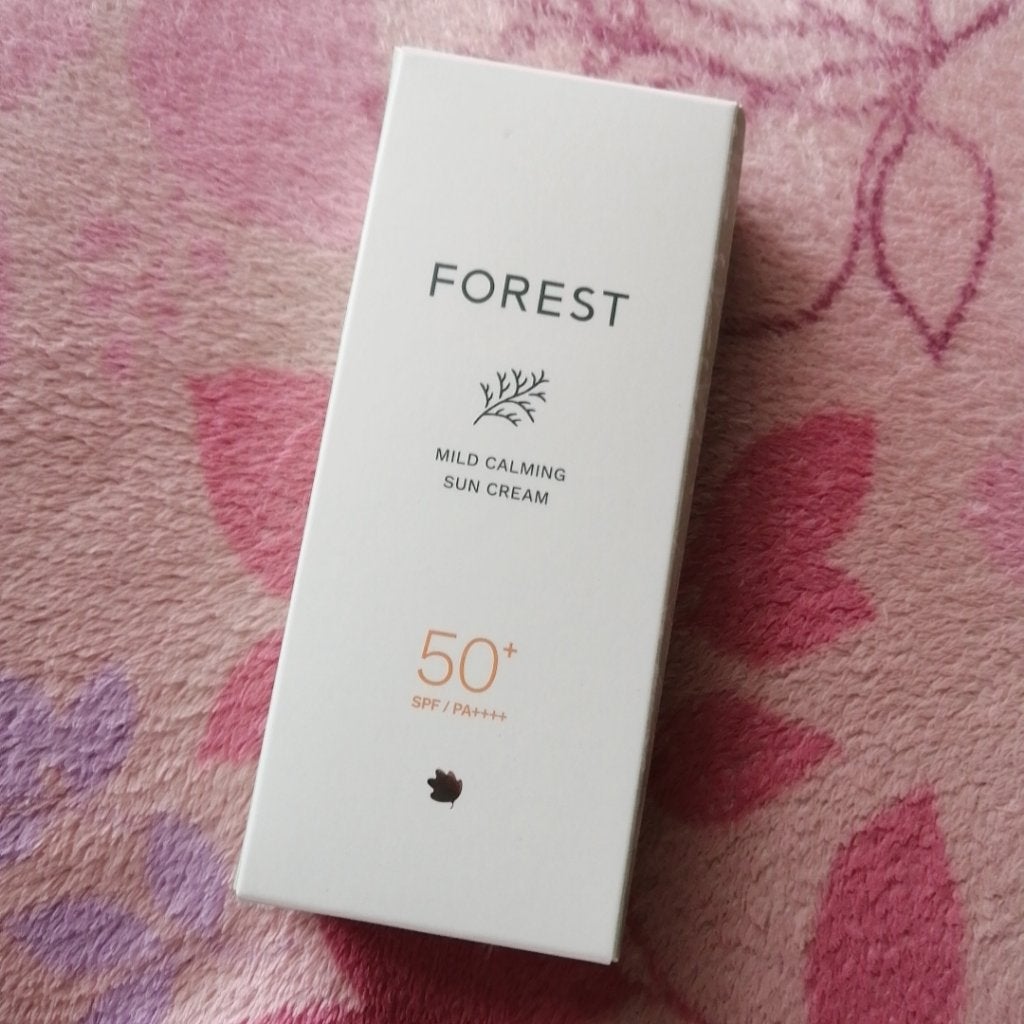 FOREST
MILD CALMING
SUN CREAM
50+
SPF / PA++++